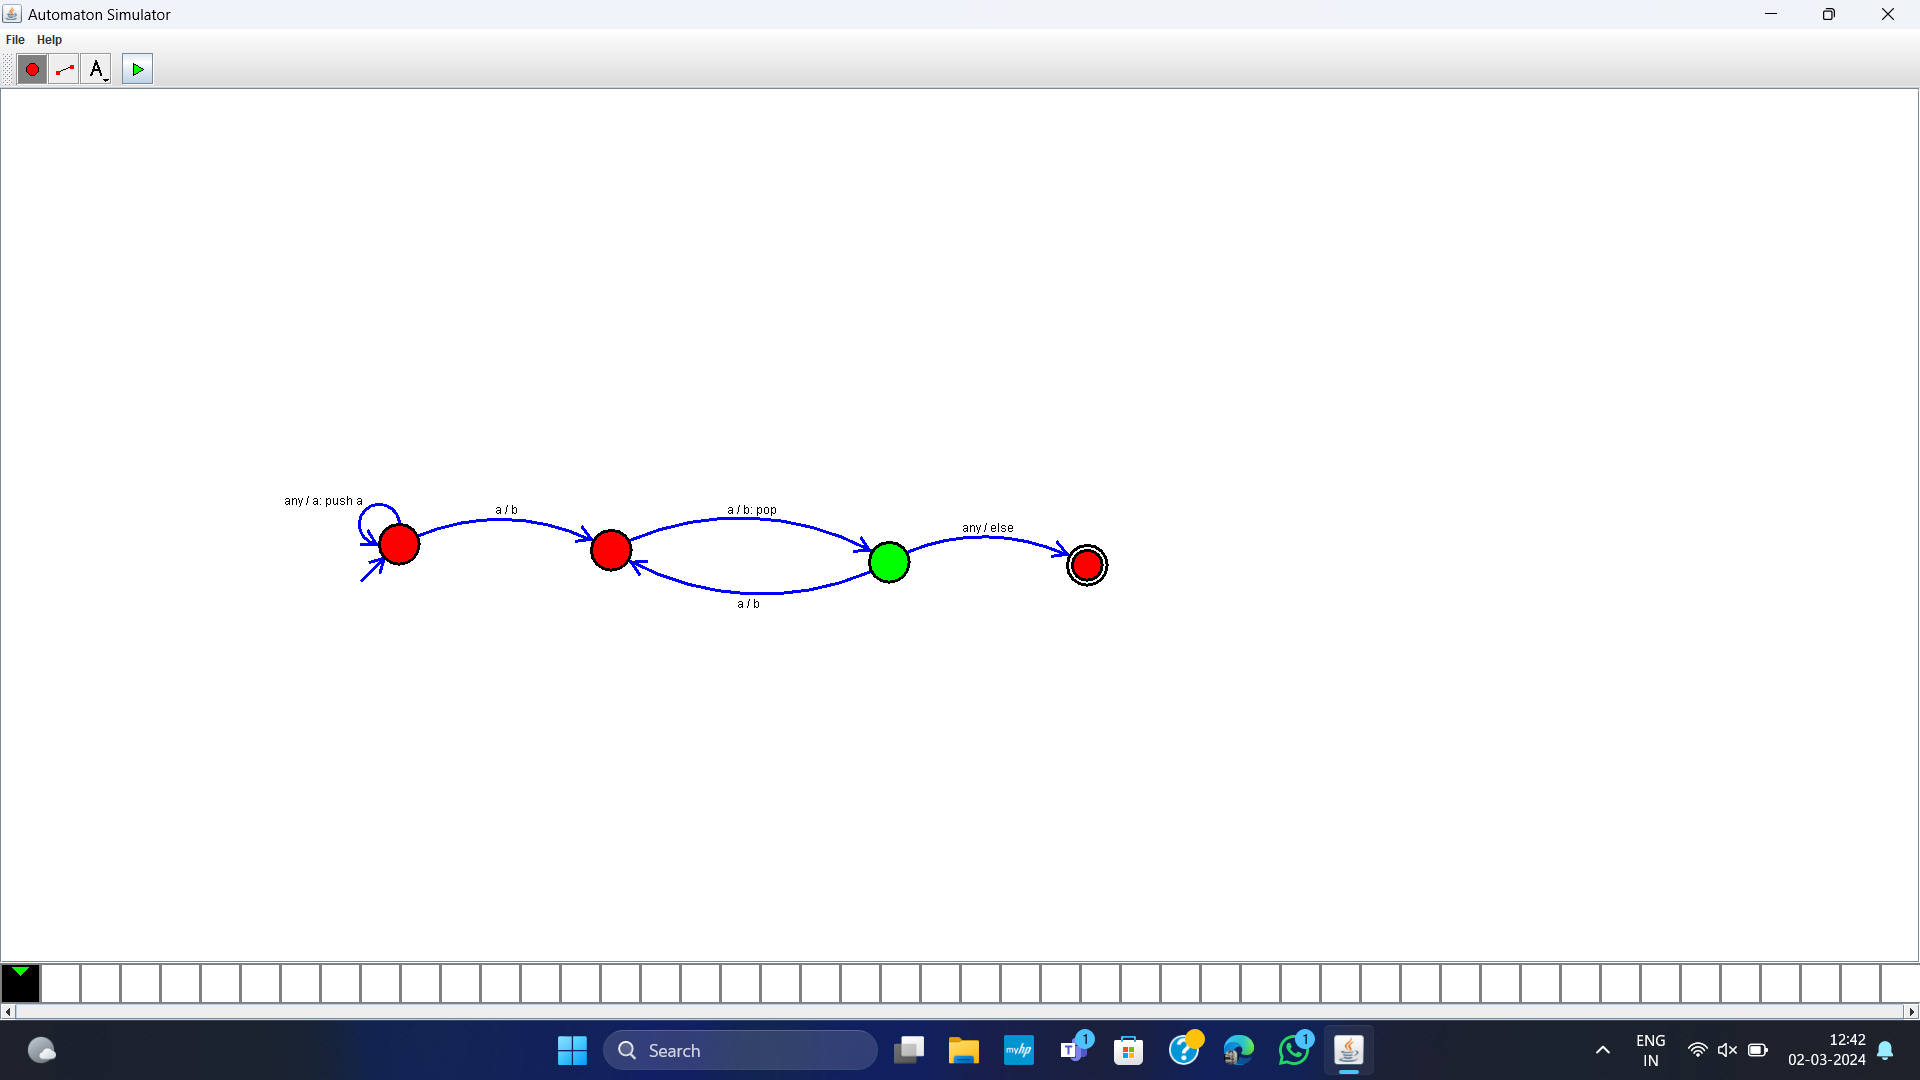 Automaton Simulator
File Help
A
any / a: push a
a / b
a / b: pop
any / else
a / b
Search
myhp
T
1
?
1
ENG
IN
12:42
02-03-2024